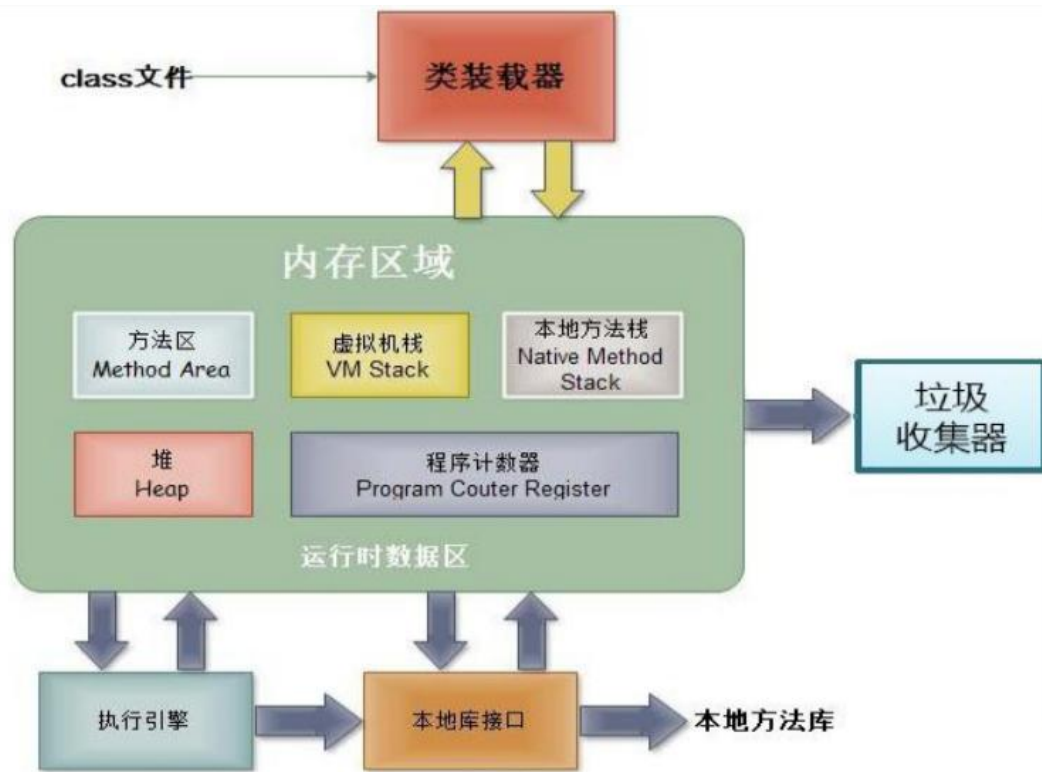 class文件
类装载器
内存区域
方法区
Method Area
虚拟机栈
VM Stack
本地方法栈
Native Method
Stack
堆
Heap
程序计数器
Program Couter Register
运行时数据区
垃圾
收集器
执行引擎
本地库接口
本地方法库